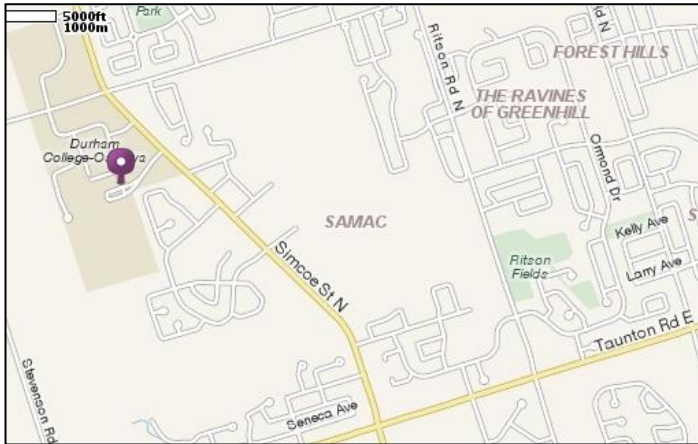 5000ft
1000m
Park
Ritson Rd N
FOREST HILLS
THE RAVINES
OF GREENHILL
Durham
Ormond Dr
SAMAC
Kelly Ave
Simcoe St N
Ritson
Fields
Larry Ave
Taunton Rd E
Stevenson Rd
Seneca Ave